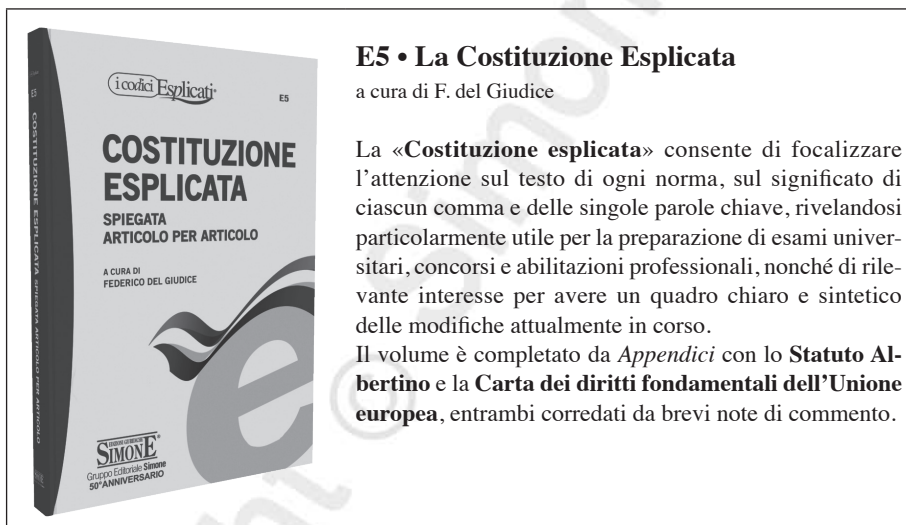 i codici Esplicati
E5
COSTITUZIONE
ESPLICATA
SPIEGATA
ARTICOLO PER ARTICOLO
A CURA DI
FEDERICO DEL GIUDICE
EDIZIONI GIURIDICHE
SIMONE
Gruppo Editoriale Simone
50°ANNIVERSARIO
E5
COSTITUZIONE ESPLICATA SPIEGATA ARTICOLO PER ARTICOLO
E5 • La Costituzione Esplicata
a cura di F. del Giudice
La «Costituzione esplicata» consente di focalizzare
l’attenzione sul testo di ogni norma, sul significato di
ciascun comma e delle singole parole chiave, rivelandosi
particolarmente utile per la preparazione di esami univer-
sitari, concorsi e abilitazioni professionali, nonché di rile-
vante interesse per avere un quadro chiaro e sintetico
delle modifiche attualmente in corso.
Il volume è completato da Appendici con lo Statuto Al-
bertino e la Carta dei diritti fondamentali dell’Unione
europea, entrambi corredati da brevi note di commento.
© Simon